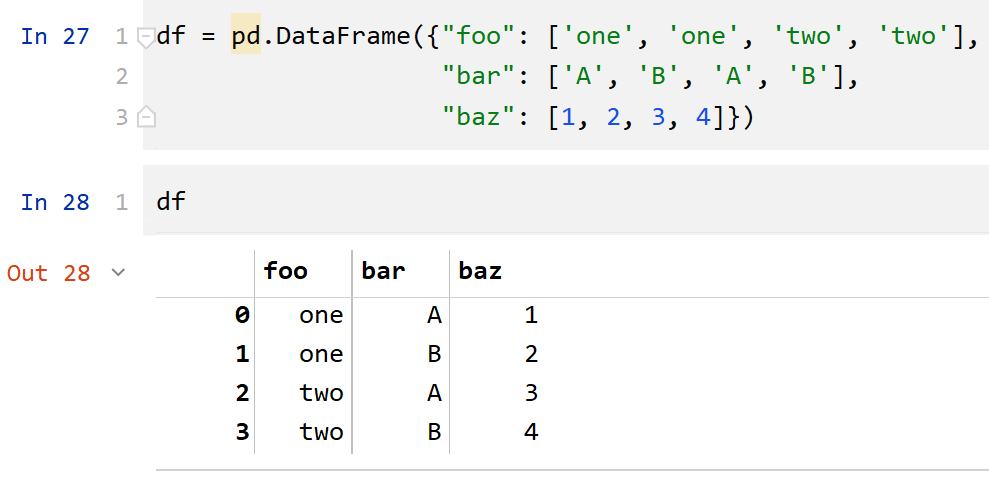 In 27 1 df = pd.DataFrame({"foo": ['one', 'one', 'two', 'two'],
2 "bar": ['A', 'B', 'A', 'B'],
3 "baz": [1, 2, 3, 4]})
In 28 1 df
Out 28 foo bar baz
0 one A 1
1 one B 2
2 two A 3
3 two B 4